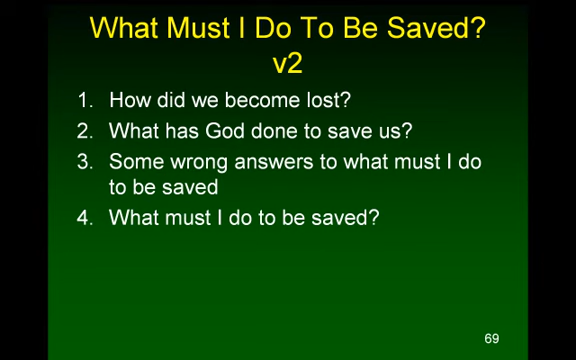 What Must I Do To Be Saved?
v2
1. How did we become lost?
2. What has God done to save us?
3. Some wrong answers to what must I do
to be saved
4. What must I do to be saved?
69